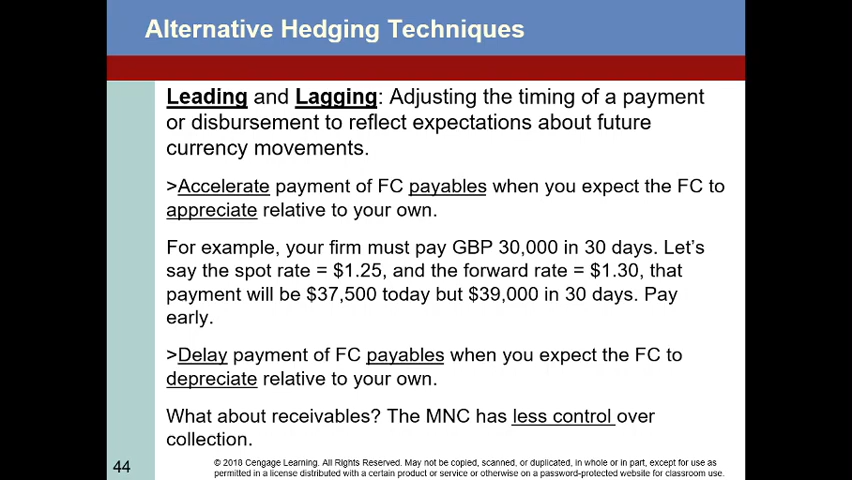 Alternative Hedging Techniques
Leading and Lagging: Adjusting the timing of a payment
or disbursement to reflect expectations about future
currency movements.
>Accelerate payment of FC payables when you expect the FC to
appreciate relative to your own.
For example, your firm must pay GBP 30,000 in 30 days. Let's
say the spot rate = $1.25, and the forward rate = $1.30, that
payment will be $37,500 today but $39,000 in 30 days. Pay
early.
>Delay payment of FC payables when you expect the FC to
depreciate relative to your own.
What about receivables? The MNC has less control over
collection.
44
© 2018 Cengage Learning. All Rights Reserved. May not be copied, scanned, or duplicated, in whole or in part, except for use as
permitted in a license distributed with a certain product or service or otherwise on a password-protected website for classroom use.